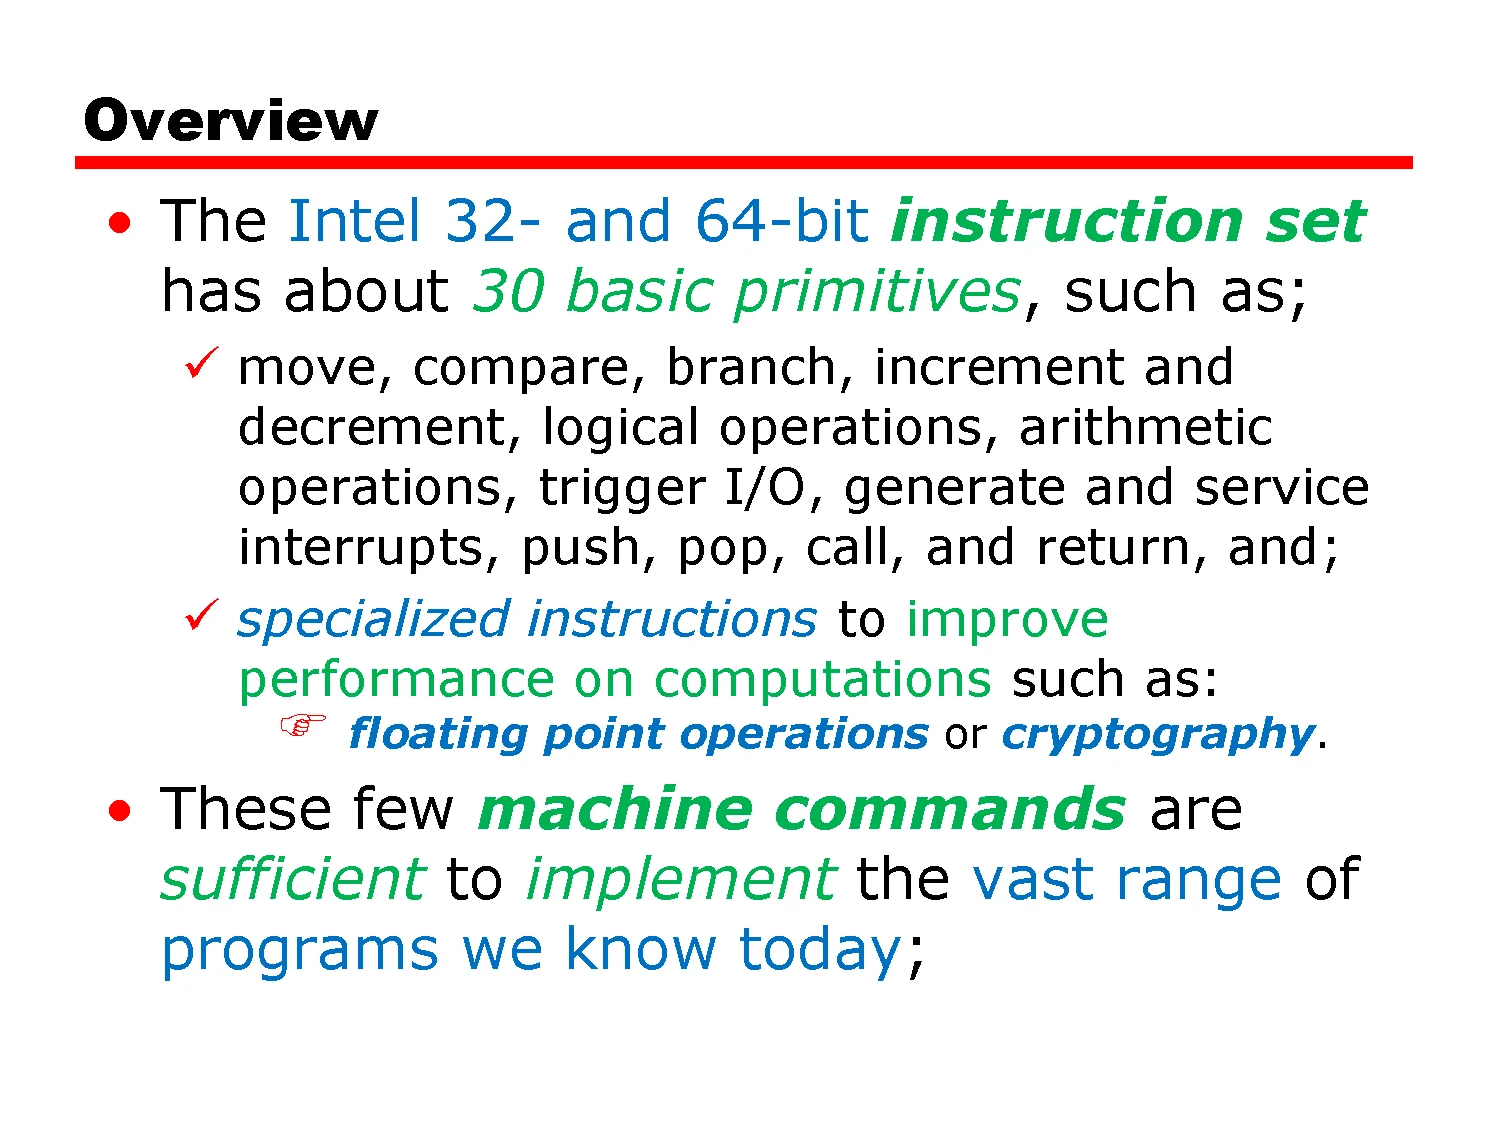 Overview
• The Intel 32- and 64-bit instruction set
has about 30 basic primitives, such as;
✓ move, compare, branch, increment and
decrement, logical operations, arithmetic
operations, trigger I/O, generate and service
interrupts, push, pop, call, and return, and;
✓ specialized instructions to improve
performance on computations such as:
☞ floating point operations or cryptography.
• These few machine commands are
sufficient to implement the vast range of
programs we know today;